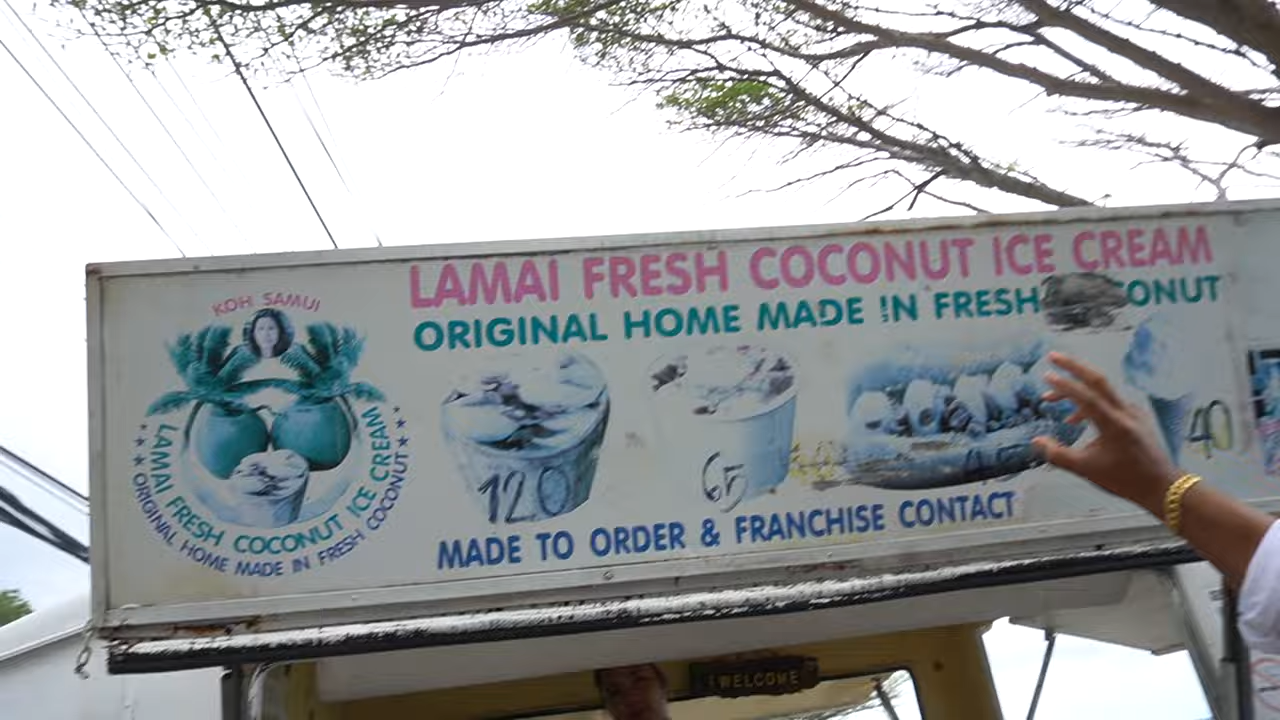 LAMAI FRESH COCONUT ICE CREAM
ORIGINAL HOME MADE IN FRESH
KOH SAMUI
LAMAI FRESH COCONUT ICE CREAM
ORIGINAL HOME MADE IN FRESH COCONUT
120
65
40
MADE TO ORDER & FRANCHISE CONTACT
WELCOME